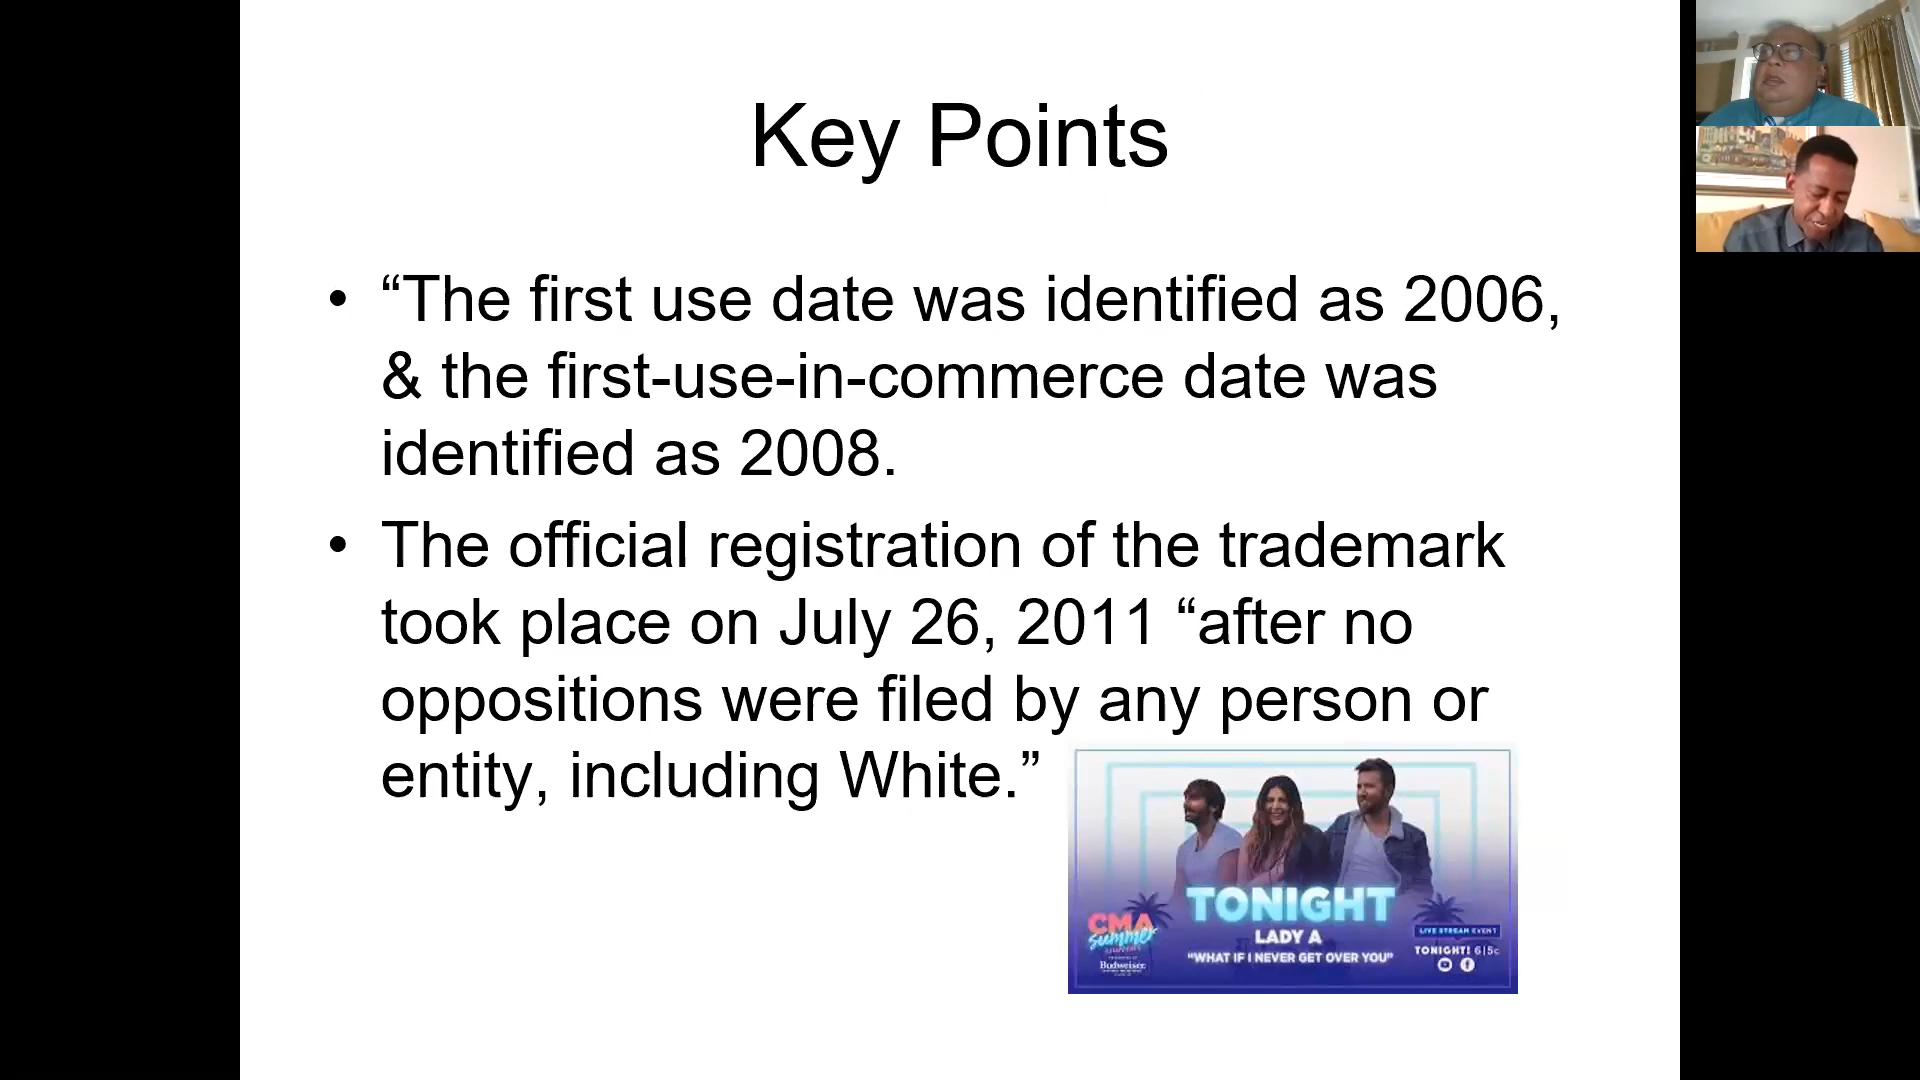 Key Points
• “The first use date was identified as 2006,
& the first-use-in-commerce date was
identified as 2008.
• The official registration of the trademark
took place on July 26, 2011 “after no
oppositions were filed by any person or
entity, including White.”
TONIGHT
LADY A
“WHAT IF I NEVER GET OVER YOU”
CMA
Summer
Budweiser
LIVE STREAM EVENT
TONIGHT! 6|5c